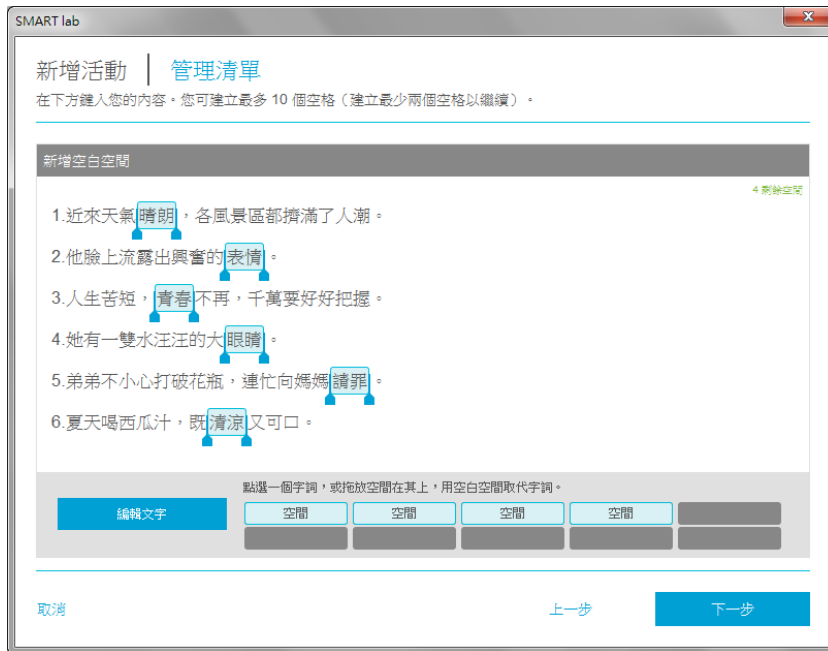 SMART lab
新增活動 | 管理清單
在下方鍵入您的內容。您可建立最多 10 個空格（建立最少兩個空格以繼續）。
新增空白空間
4 剩餘空間
1.近來天氣晴朗，各風景區都擠滿了人潮。
2.他臉上流露出興奮的表情。
3.人生苦短，青春不再，千萬要好好把握。
4.她有一雙水汪汪的大眼睛。
5.弟弟不小心打破花瓶，連忙向媽媽請罪。
6.夏天喝西瓜汁，既清涼又可口。
點選一個字詞，或拖放空間在其上，用空白空間取代字詞。
編輯文字
空間 空間 空間 空間
取消 上一步 下一步